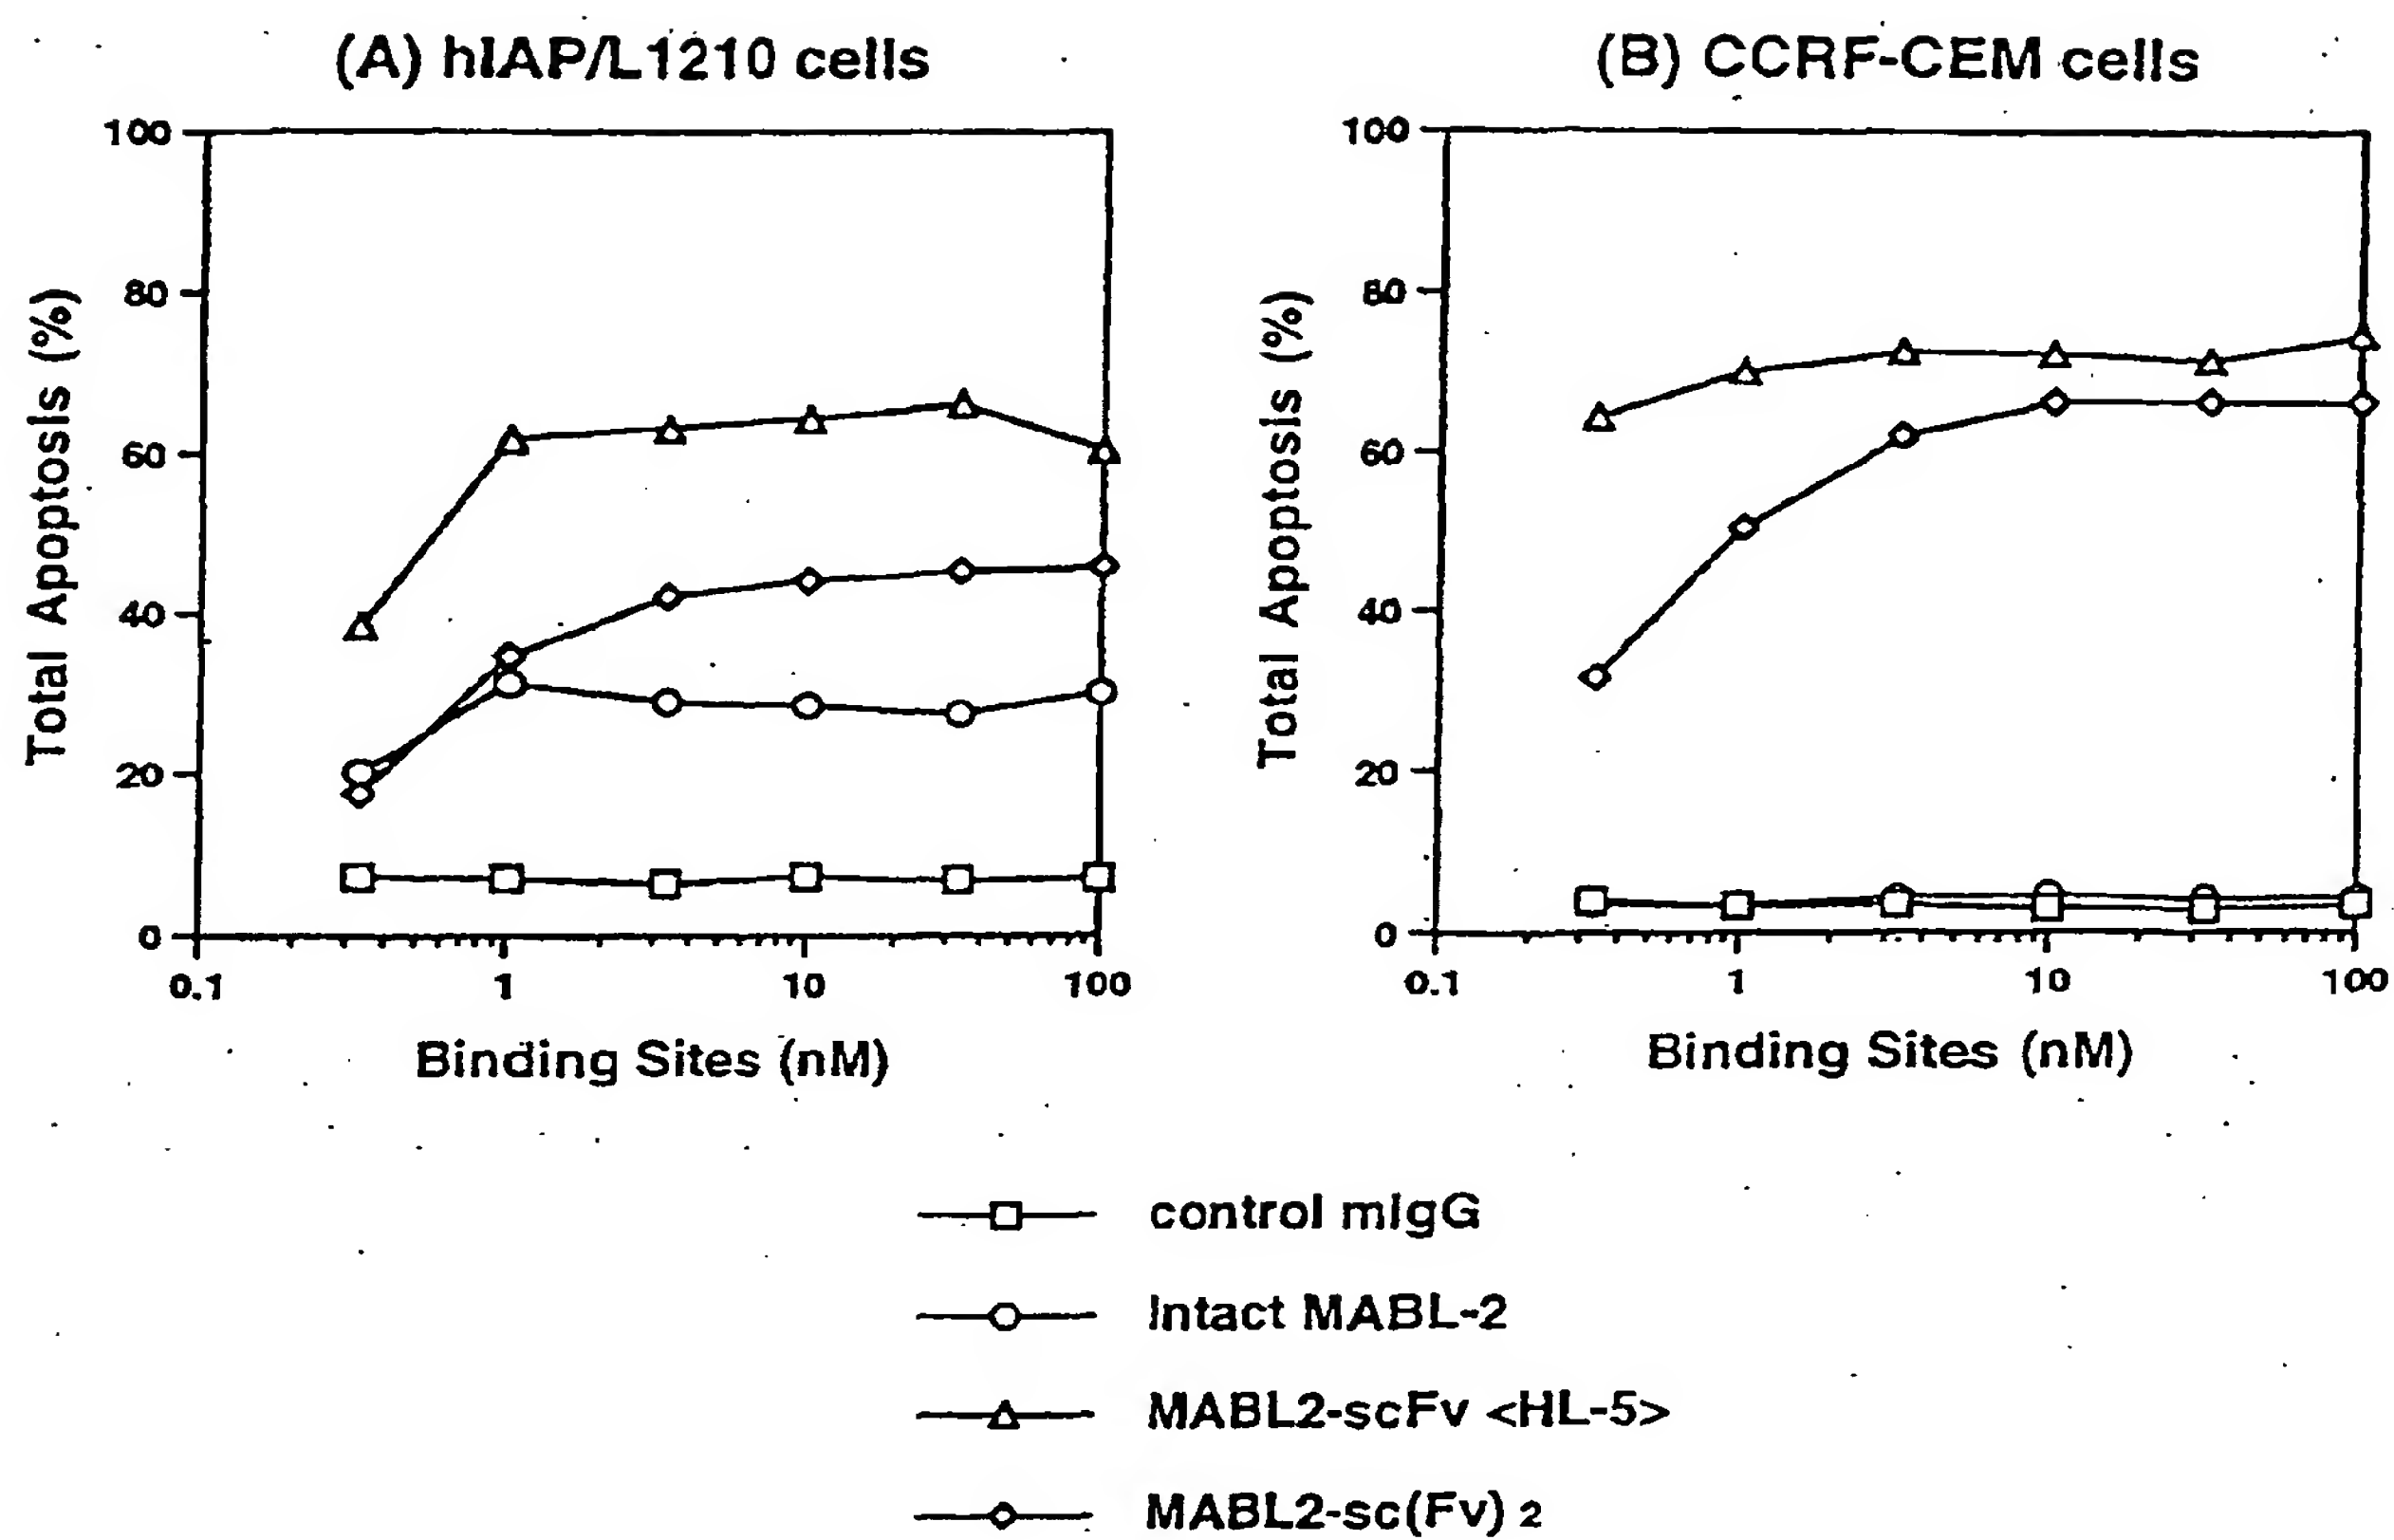 (A) hIAP/L1210 cells
Total Apoptosis (%)
100
80
60
40
20
0
0.1 1 10 100
Binding Sites (nM)
(B) CCRF-CEM cells
Total Apoptosis (%)
100
80
60
40
20
0
0.1 1 10 100
Binding Sites (nM)
control mIgG
Intact MABL-2
MABL2-scFv <HL-5>
MABL2-sc(Fv) 2